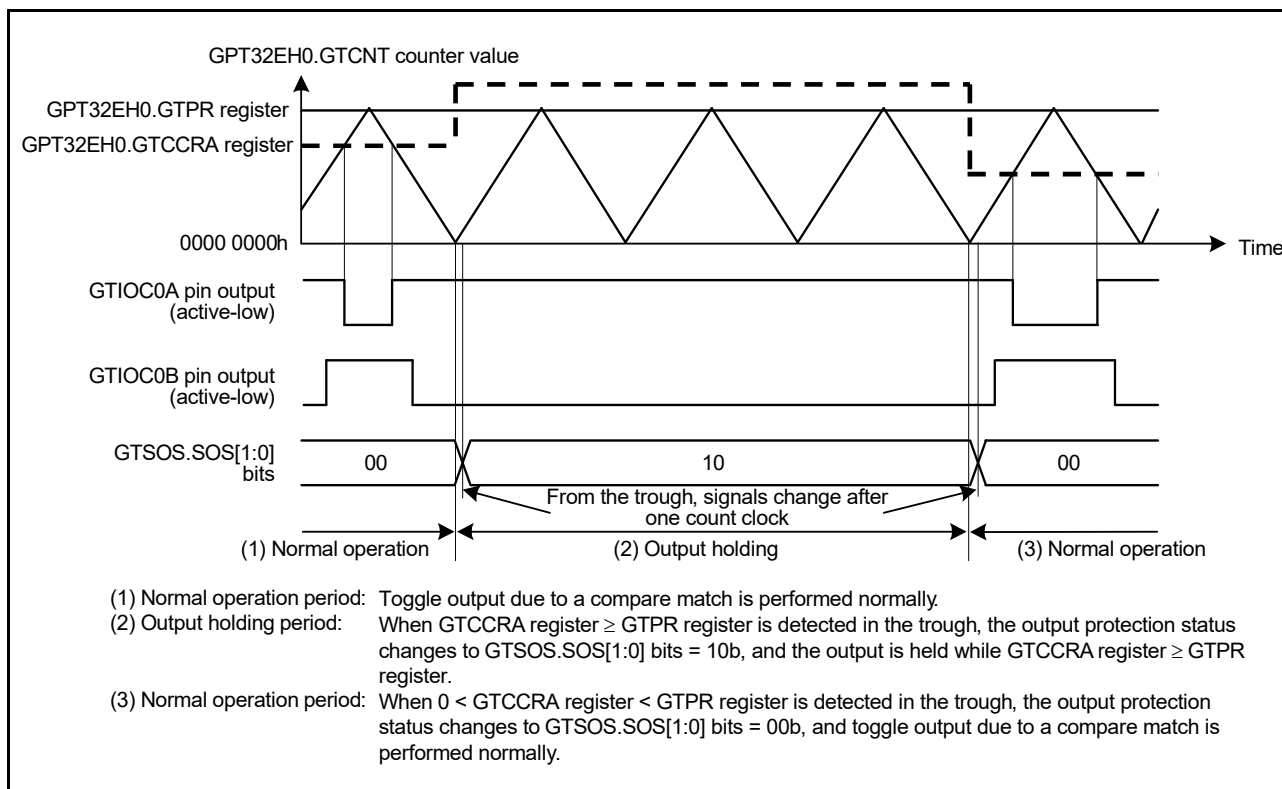 GPT32EH0.GTCNT counter value
GPT32EH0.GTPR register
GPT32EH0.GTCCRA register
0000 0000h
Time
GTIOC0A pin output
(active-low)
GTIOC0B pin output
(active-low)
GTSOS.SOS[1:0]
bits
00
10
00
From the trough, signals change after
one count clock
(1) Normal operation
(2) Output holding
(3) Normal operation
(1) Normal operation period: Toggle output due to a compare match is performed normally.
(2) Output holding period: When GTCCRA register ≥ GTPR register is detected in the trough, the output protection status
changes to GTSOS.SOS[1:0] bits = 10b, and the output is held while GTCCRA register ≥ GTPR
register.
(3) Normal operation period: When 0 < GTCCRA register < GTPR register is detected in the trough, the output protection
status changes to GTSOS.SOS[1:0] bits = 00b, and toggle output due to a compare match is
performed normally.